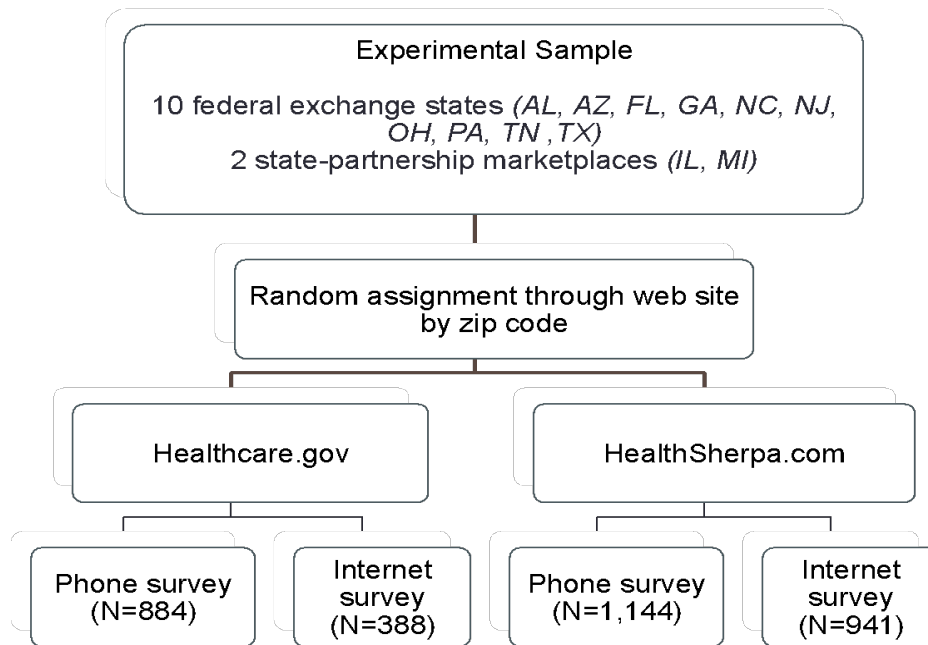 Experimental Sample
10 federal exchange states (AL, AZ, FL, GA, NC, NJ,
OH, PA, TN ,TX)
2 state-partnership marketplaces (IL, MI)
Random assignment through web site
by zip code
Healthcare.gov
HealthSherpa.com
Phone survey
(N=884)
Internet
survey
(N=388)
Phone survey
(N=1,144)
Internet
survey
(N=941)